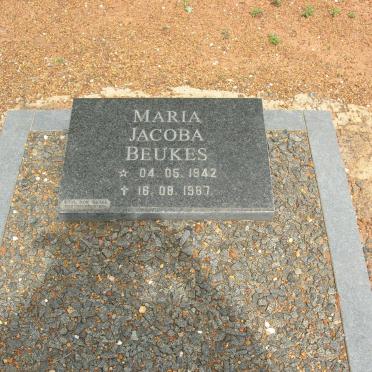 MARIA
JACOBA
BEUKES
☆ 04. 05. 1942
✝ 16. 08. 1987.